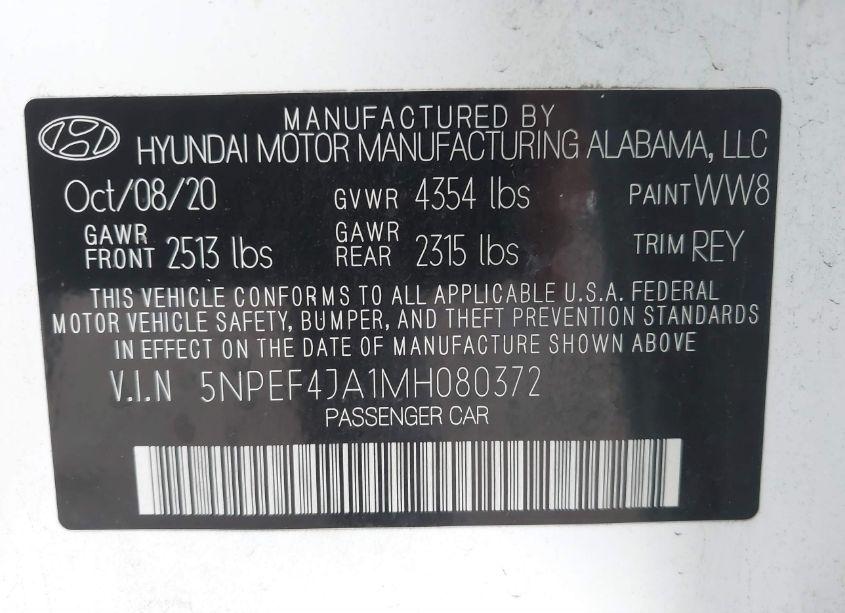 MANUFACTURED BY
HYUNDAI MOTOR MANUFACTURING ALABAMA, LLC
Oct/08/20 GVWR 4354 lbs PAINT WW8
GAWR FRONT 2513 lbs GAWR REAR 2315 lbs TRIM REY
THIS VEHICLE CONFORMS TO ALL APPLICABLE U.S.A. FEDERAL
MOTOR VEHICLE SAFETY, BUMPER, AND THEFT PREVENTION STANDARDS
IN EFFECT ON THE DATE OF MANUFACTURE SHOWN ABOVE
V.I.N 5NPEF4JA1MH080372
PASSENGER CAR